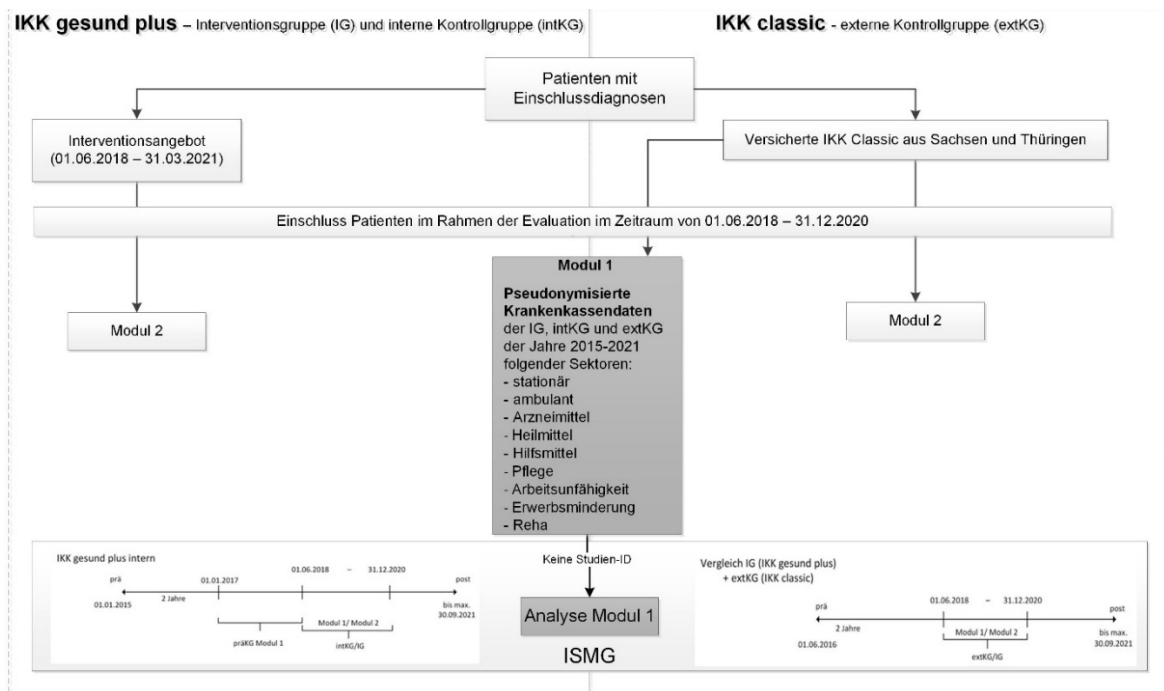 IKK gesund plus – Interventionsgruppe (IG) und interne Kontrollgruppe (intKG)
IKK classic - externe Kontrollgruppe (extKG)
Patienten mit
Einschlussdiagnosen
Interventionsangebot
(01.06.2018 – 31.03.2021)
Versicherte IKK Classic aus Sachsen und Thüringen
Einschluss Patienten im Rahmen der Evaluation im Zeitraum von 01.06.2018 – 31.12.2020
Modul 2
Modul 1
Pseudonymisierte
Krankenkassendaten
der IG, intKG und extKG
der Jahre 2015-2021
folgender Sektoren:
- stationär
- ambulant
- Arzneimittel
- Heilmittel
- Hilfsmittel
- Pflege
- Arbeitsunfähigkeit
- Erwerbsminderung
- Reha
Modul 2
IKK gesund plus intern
prä
01.01.2015
2 Jahre
01.01.2017
01.06.2018 – 31.12.2020
post
bis max.
30.09.2021
präKG Modul 1
Modul 1/ Modul 2
intKG/IG
Keine Studien-ID
Analyse Modul 1
ISMG
Vergleich IG (IKK gesund plus)
+ extKG (IKK classic)
prä
01.06.2016
2 Jahre
01.06.2018 – 31.12.2020
post
bis max.
30.09.2021
Modul 1/ Modul 2
extKG/IG